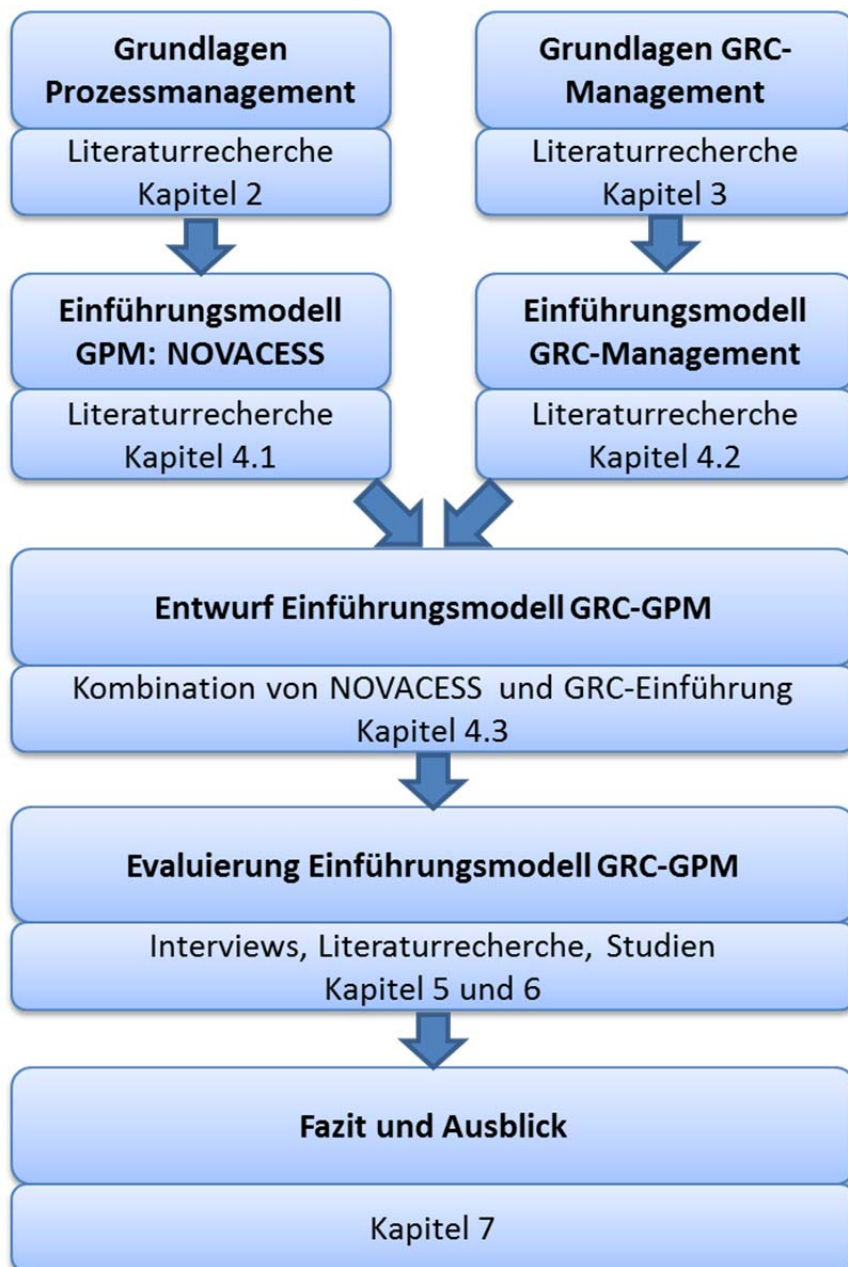 Grundlagen
Prozessmanagement
Literaturrecherche
Kapitel 2
Grundlagen GRC-
Management
Literaturrecherche
Kapitel 3
Einführungsmodell
GPM: NOVACESS
Literaturrecherche
Kapitel 4.1
Einführungsmodell
GRC-Management
Literaturrecherche
Kapitel 4.2
Entwurf Einführungsmodell GRC-GPM
Kombination von NOVACESS und GRC-Einführung
Kapitel 4.3
Evaluierung Einführungsmodell GRC-GPM
Interviews, Literaturrecherche, Studien
Kapitel 5 und 6
Fazit und Ausblick
Kapitel 7